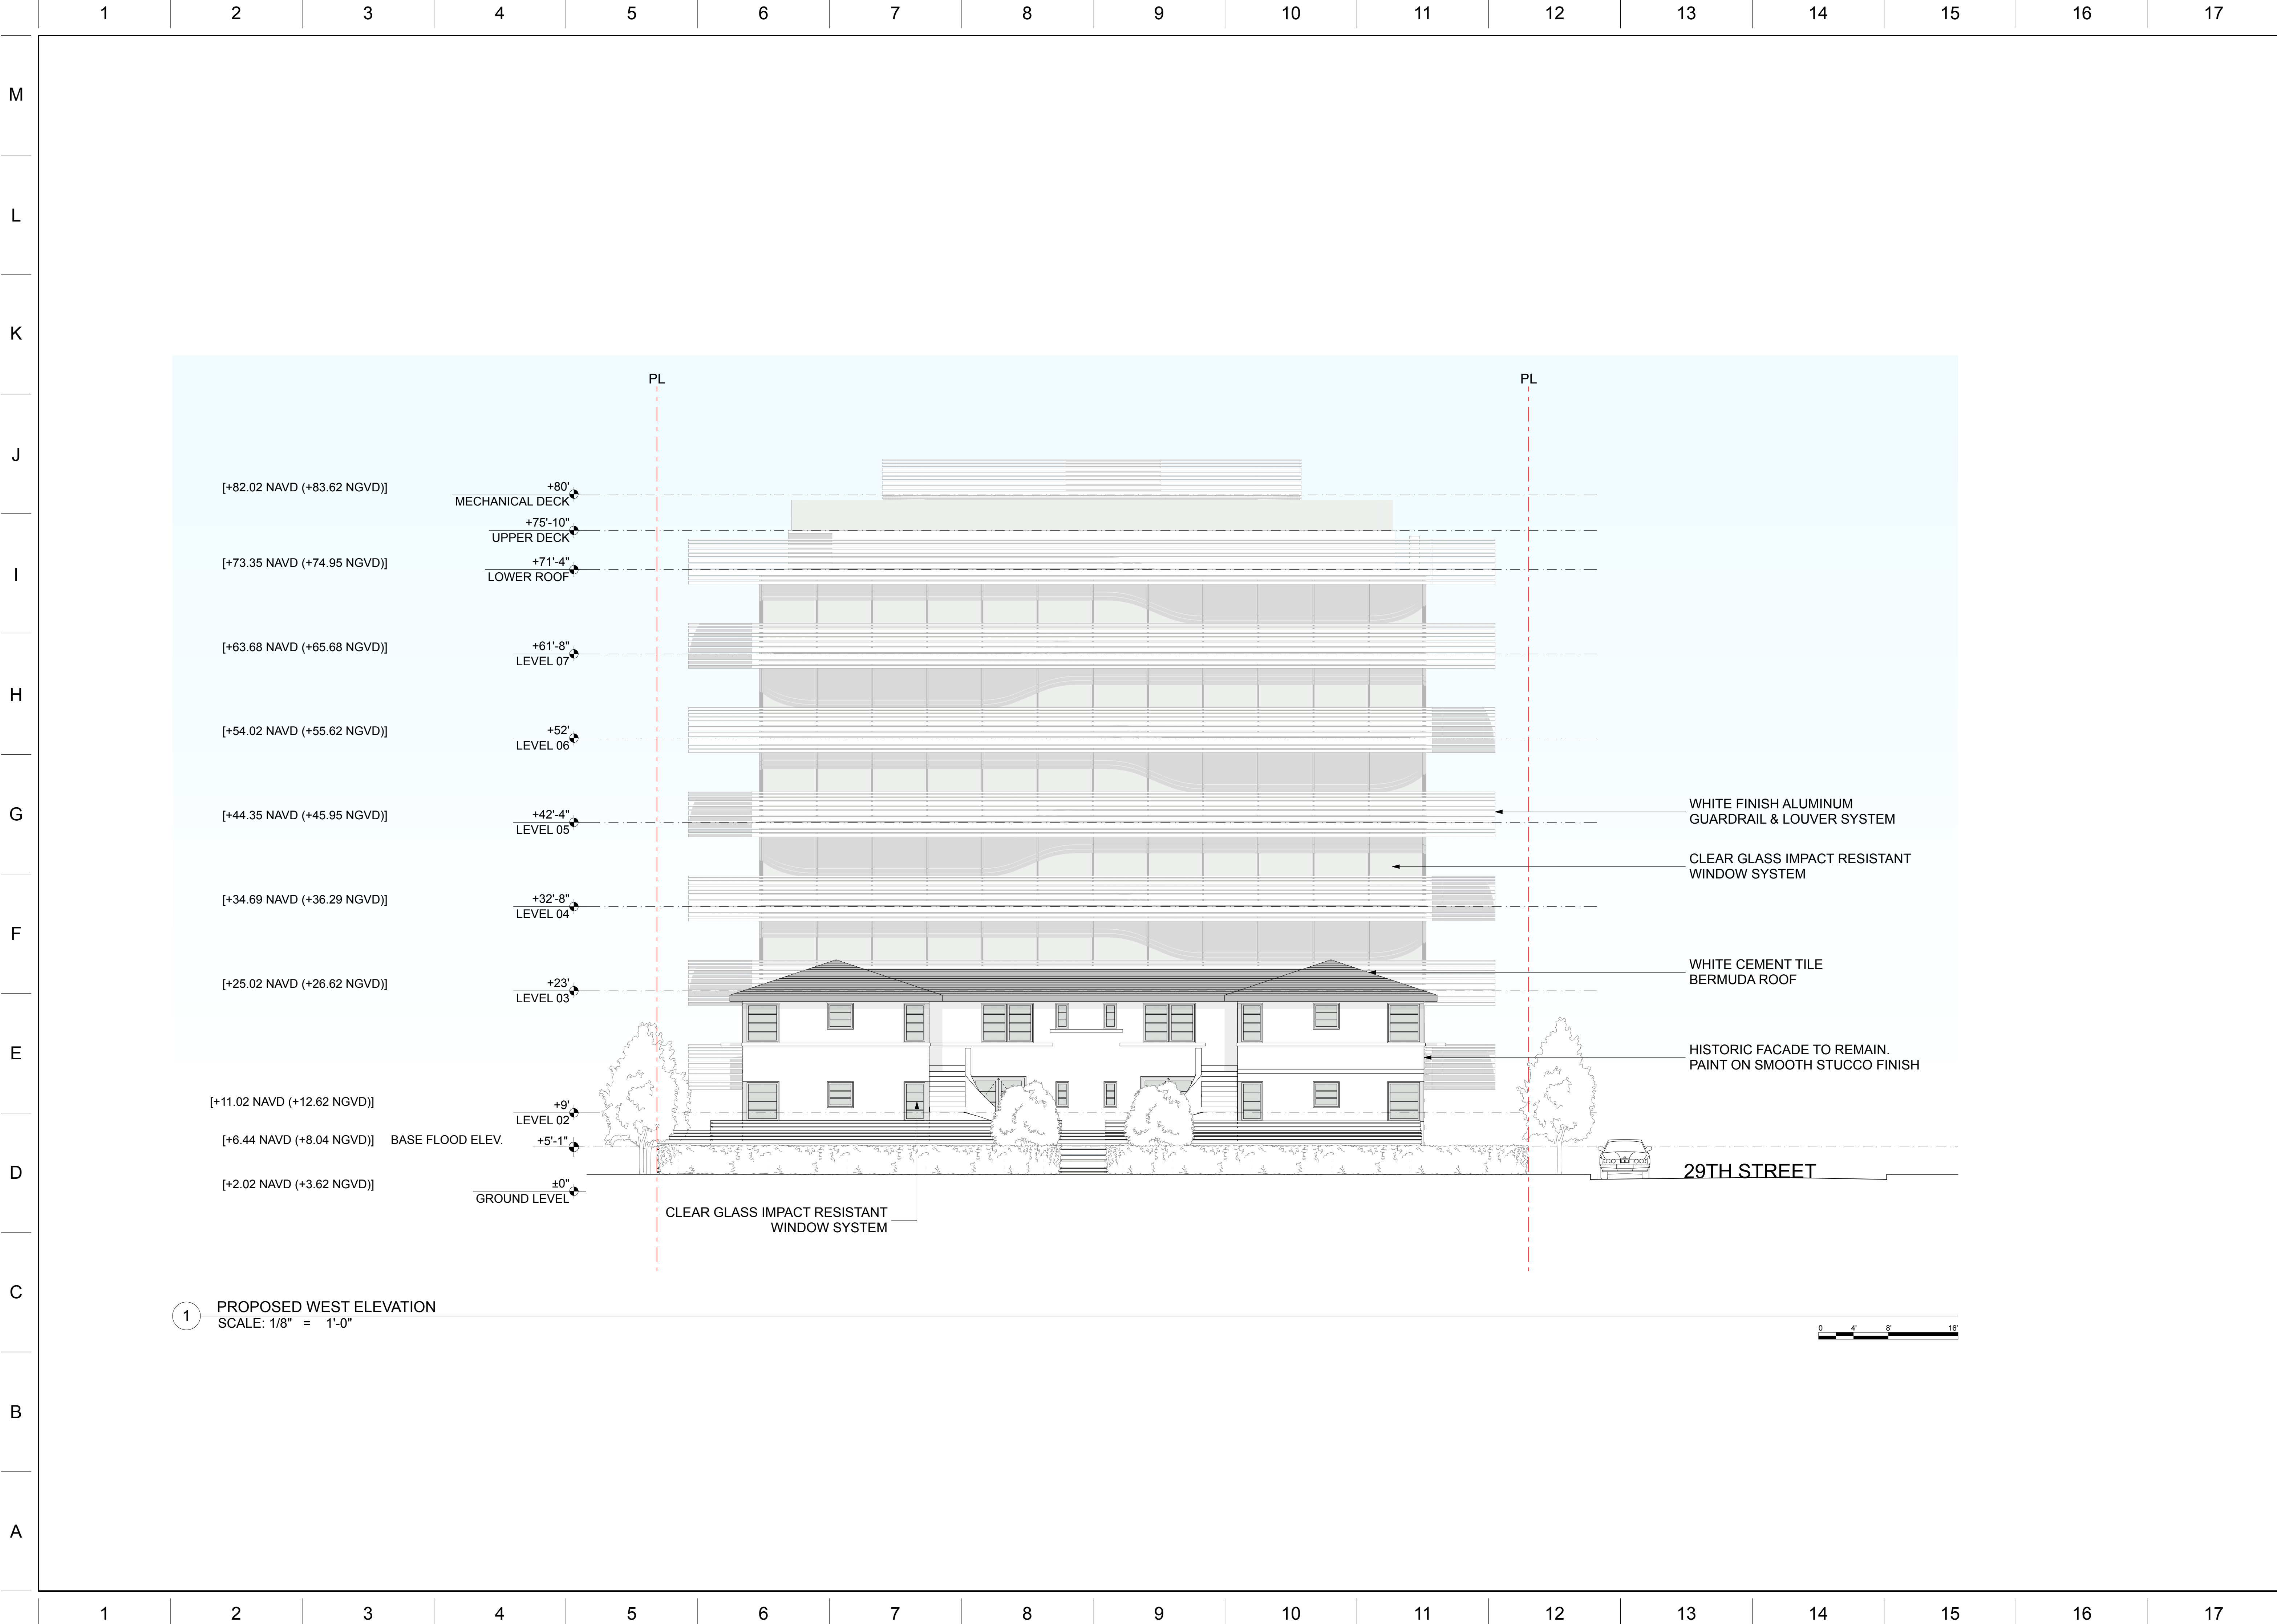 1 2 3 4 5 6 7 8 9 10 11 12 13 14 15 16 17
M
L
K
PL PL
J
[+82.02 NAVD (+83.62 NGVD)] +80'
MECHANICAL DECK
+75'-10"
UPPER DECK
[+73.35 NAVD (+74.95 NGVD)] +71'-4"
I
LOWER ROOF
[+63.68 NAVD (+65.68 NGVD)] +61'-8"
LEVEL 07
H
[+54.02 NAVD (+55.62 NGVD)] +52'
LEVEL 06
WHITE FINISH ALUMINUM
GUARDRAIL & LOUVER SYSTEM
G
[+44.35 NAVD (+45.95 NGVD)] +42'-4"
LEVEL 05
CLEAR GLASS IMPACT RESISTANT
WINDOW SYSTEM
[+34.69 NAVD (+36.29 NGVD)] +32'-8"
LEVEL 04
F
WHITE CEMENT TILE
BERMUDA ROOF
[+25.02 NAVD (+26.62 NGVD)] +23'
LEVEL 03
E
HISTORIC FACADE TO REMAIN.
PAINT ON SMOOTH STUCCO FINISH
[+11.02 NAVD (+12.62 NGVD)] +9'
LEVEL 02
[+6.44 NAVD (+8.04 NGVD)] BASE FLOOD ELEV. +5'-1"
D
29TH STREET
[+2.02 NAVD (+3.62 NGVD)] ±0"
GROUND LEVEL
CLEAR GLASS IMPACT RESISTANT
WINDOW SYSTEM
C
1 PROPOSED WEST ELEVATION
SCALE: 1/8" = 1'-0"
0 4' 8' 16'
B
A
1 2 3 4 5 6 7 8 9 10 11 12 13 14 15 16 17